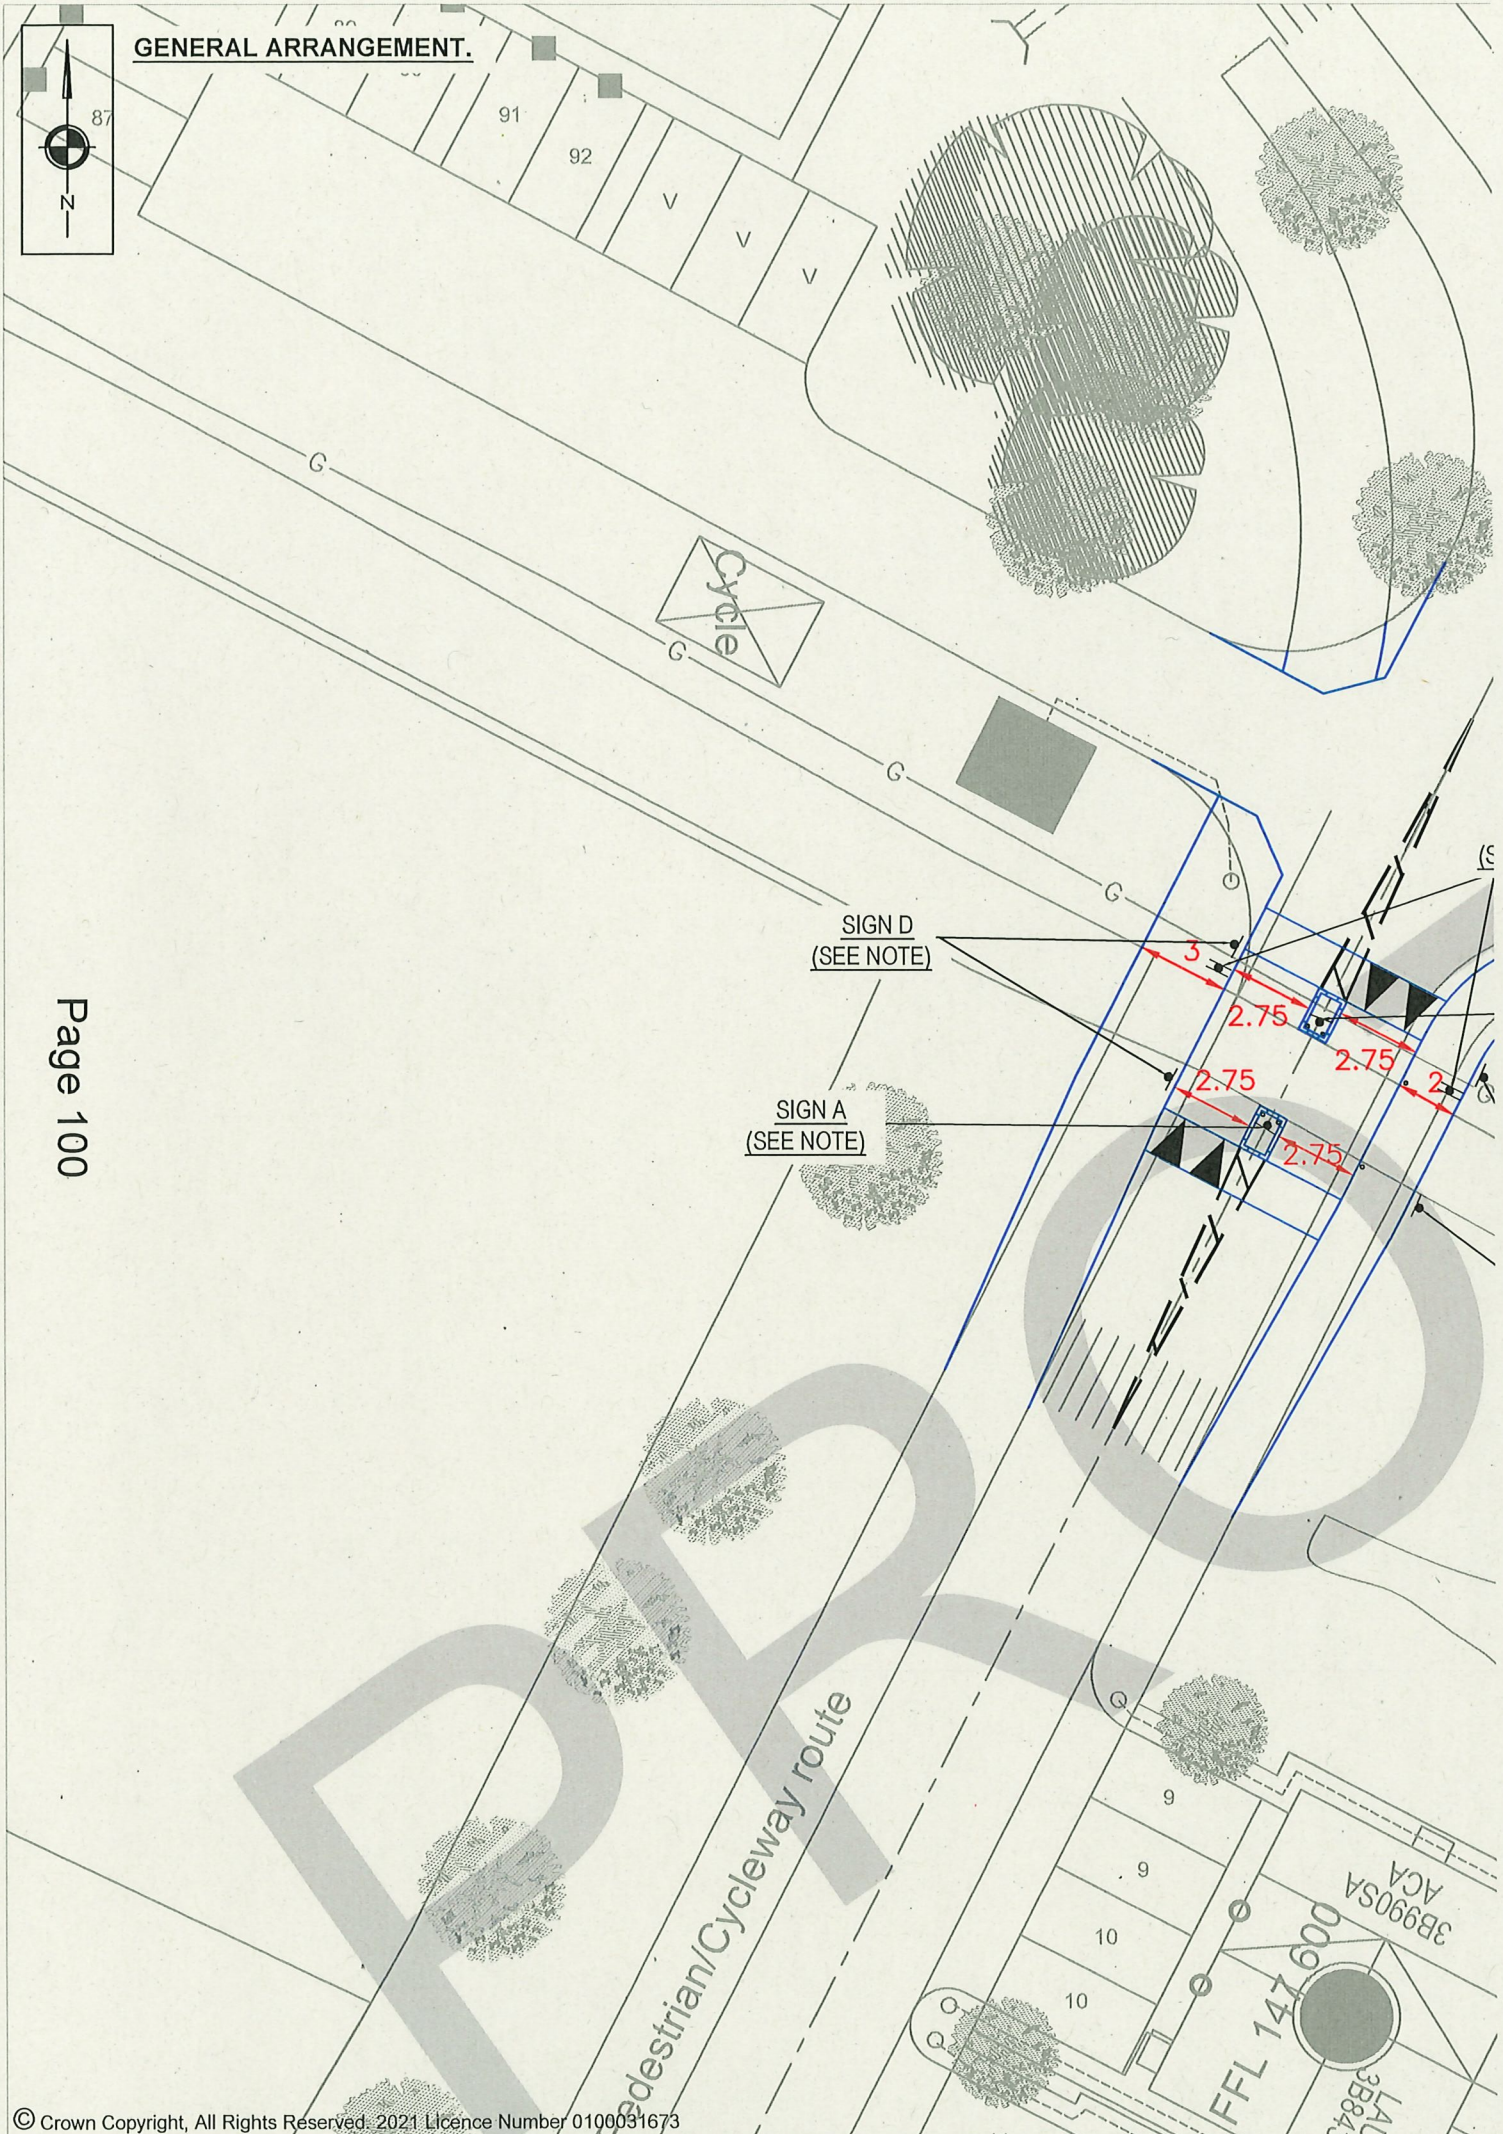 GENERAL ARRANGEMENT.
87
91
92
V
V
V
N
G
Cycle
G
G
G
SIGN D
(SEE NOTE)
3
2.75
2.75
2
2.75
SIGN A
(SEE NOTE)
2.75
Page 100
PRO
edestrian/Cycleway route
9
9
10
10
3B990SA
ACA
FFL 147.600
© Crown Copyright, All Rights Reserved. 2021 Licence Number 0100031673